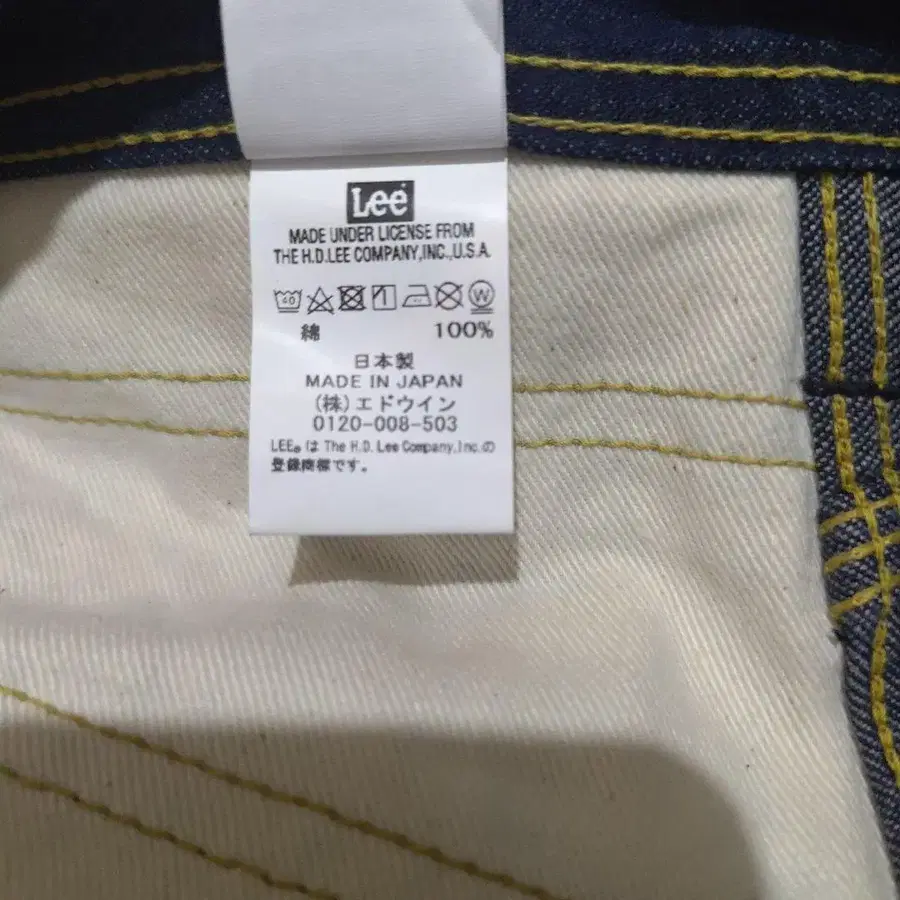 Lee
MADE UNDER LICENSE FROM
THE H.D.LEE COMPANY,INC.,U.S.A.
40 W
綿 100%
日本製
MADE IN JAPAN
(株)エドウイン
0120-008-503
LEE® は The H.D. Lee Company, Inc.の
登録商標です。